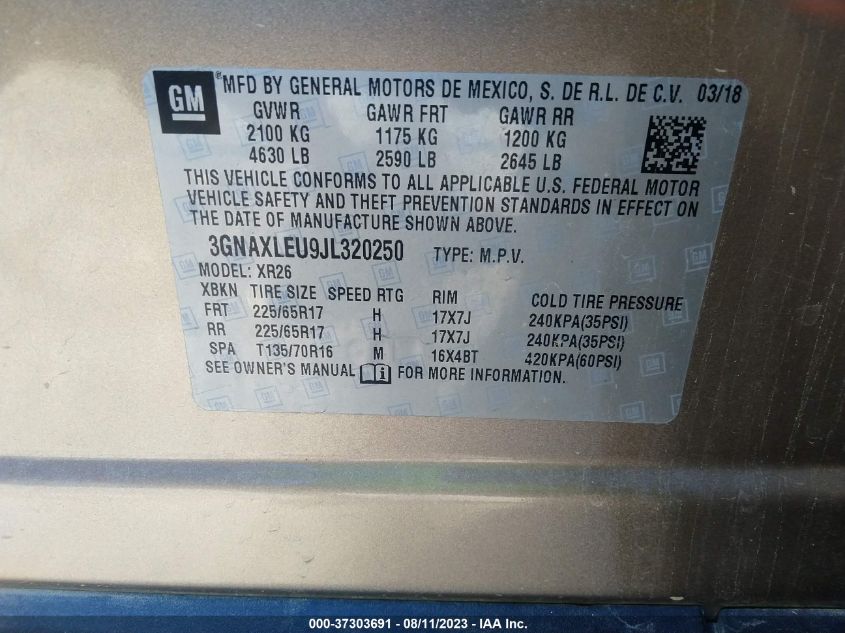 GM ® MFD BY GENERAL MOTORS DE MEXICO, S. DE R.L. DE C.V. 03/18
GVWR GAWR FRT GAWR RR
2100 KG 1175 KG 1200 KG
4630 LB 2590 LB 2645 LB
THIS VEHICLE CONFORMS TO ALL APPLICABLE U.S. FEDERAL MOTOR
VEHICLE SAFETY AND THEFT PREVENTION STANDARDS IN EFFECT ON
THE DATE OF MANUFACTURE SHOWN ABOVE.
3GNAXLEU9JL320250 TYPE: M.P.V.
MODEL: XR26
XBKN TIRE SIZE SPEED RTG RIM COLD TIRE PRESSURE
FRT 225/65R17 H 17X7J 240KPA(35PSI)
RR 225/65R17 H 17X7J 240KPA(35PSI)
SPA T135/70R16 M 16X4BT 420KPA(60PSI)
SEE OWNER'S MANUAL i FOR MORE INFORMATION.
000-37303691 - 08/11/2023 - IAA Inc.